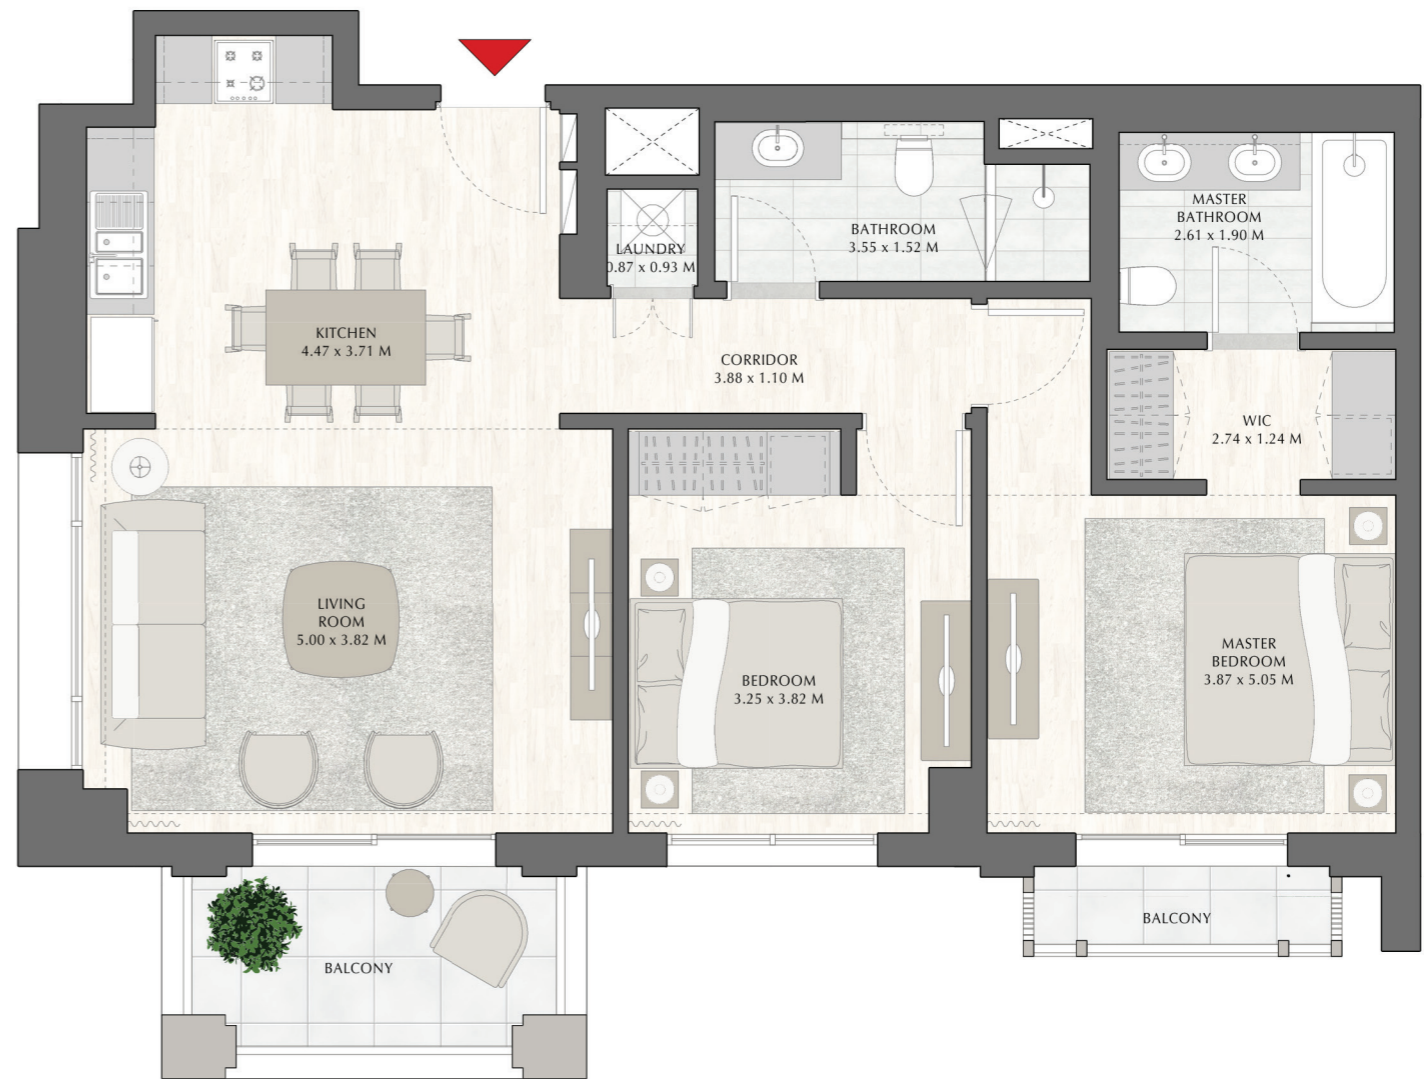 MASTER
BATHROOM
2.61 x 1.90 M
BATHROOM
3.55 x 1.52 M
LAUNDRY
0.87 x 0.93 M
KITCHEN
4.47 x 3.71 M
CORRIDOR
3.88 x 1.10 M
WIC
2.74 x 1.24 M
LIVING
ROOM
5.00 x 3.82 M
BEDROOM
3.25 x 3.82 M
MASTER
BEDROOM
3.87 x 5.05 M
BALCONY
BALCONY